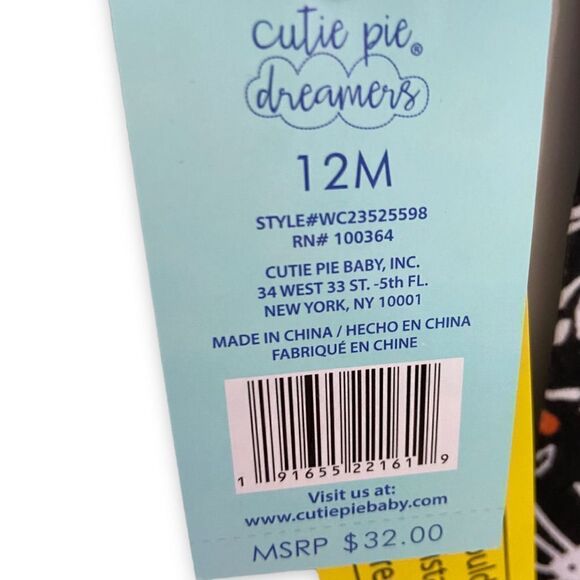 cutie pie®
dreamers
12M
STYLE#WC23525598
RN# 100364
CUTIE PIE BABY, INC.
34 WEST 33 ST. -5th FL.
NEW YORK, NY 10001
MADE IN CHINA / HECHO EN CHINA
FABRIQUÉ EN CHINE
1 91655 22161 9
Visit us at:
www.cutiepiebaby.com
MSRP $32.00